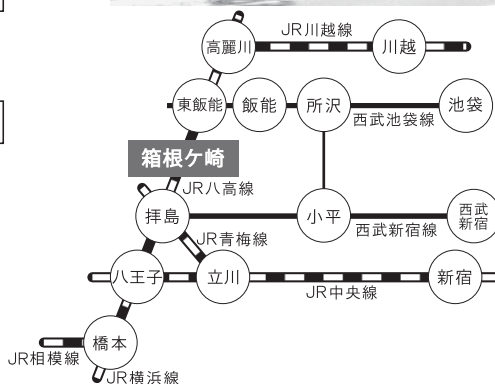 JR川越線
高麗川
川越
東飯能
飯能
所沢
池袋
西武池袋線
箱根ケ崎
JR八高線
拝島
小平
西武
新宿
西武新宿線
JR青梅線
八王子
立川
新宿
JR中央線
橋本
JR相模線
JR横浜線